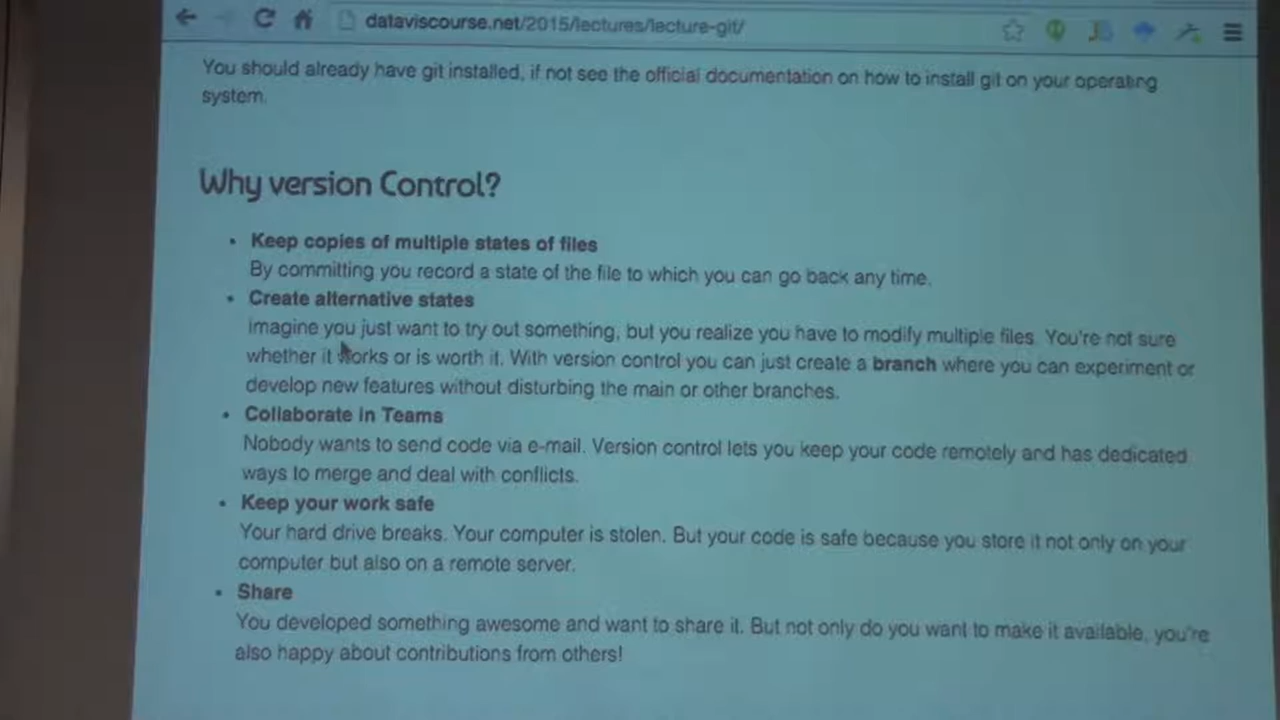 dataviscourse.net/2015/lectures/lecture-git/
You should already have git installed, if not see the official documentation on how to install git on your operating
system.
Why version Control?
• Keep copies of multiple states of files
By committing you record a state of the file to which you can go back any time.
• Create alternative states
Imagine you just want to try out something, but you realize you have to modify multiple files. You're not sure
whether it works or is worth it. With version control you can just create a branch where you can experiment or
develop new features without disturbing the main or other branches.
• Collaborate in Teams
Nobody wants to send code via e-mail. Version control lets you keep your code remotely and has dedicated
ways to merge and deal with conflicts.
• Keep your work safe
Your hard drive breaks. Your computer is stolen. But your code is safe because you store it not only on your
computer but also on a remote server.
• Share
You developed something awesome and want to share it. But not only do you want to make it available, you're
also happy about contributions from others!